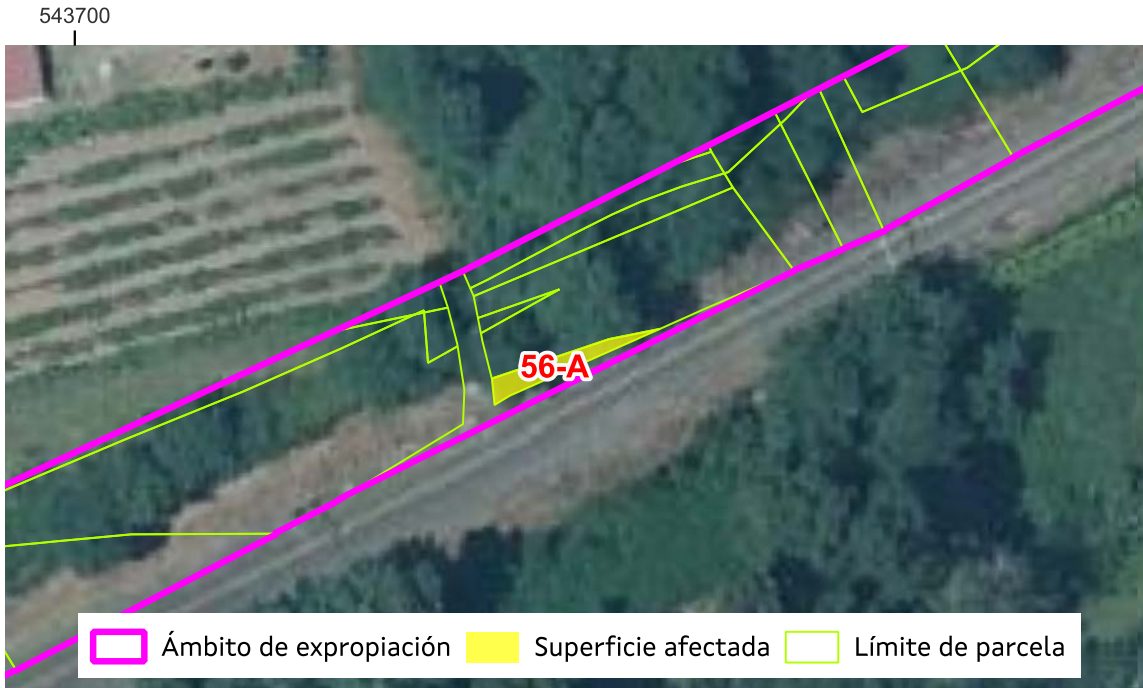 543700
56-A
Ámbito de expropiación
Superficie afectada
Límite de parcela